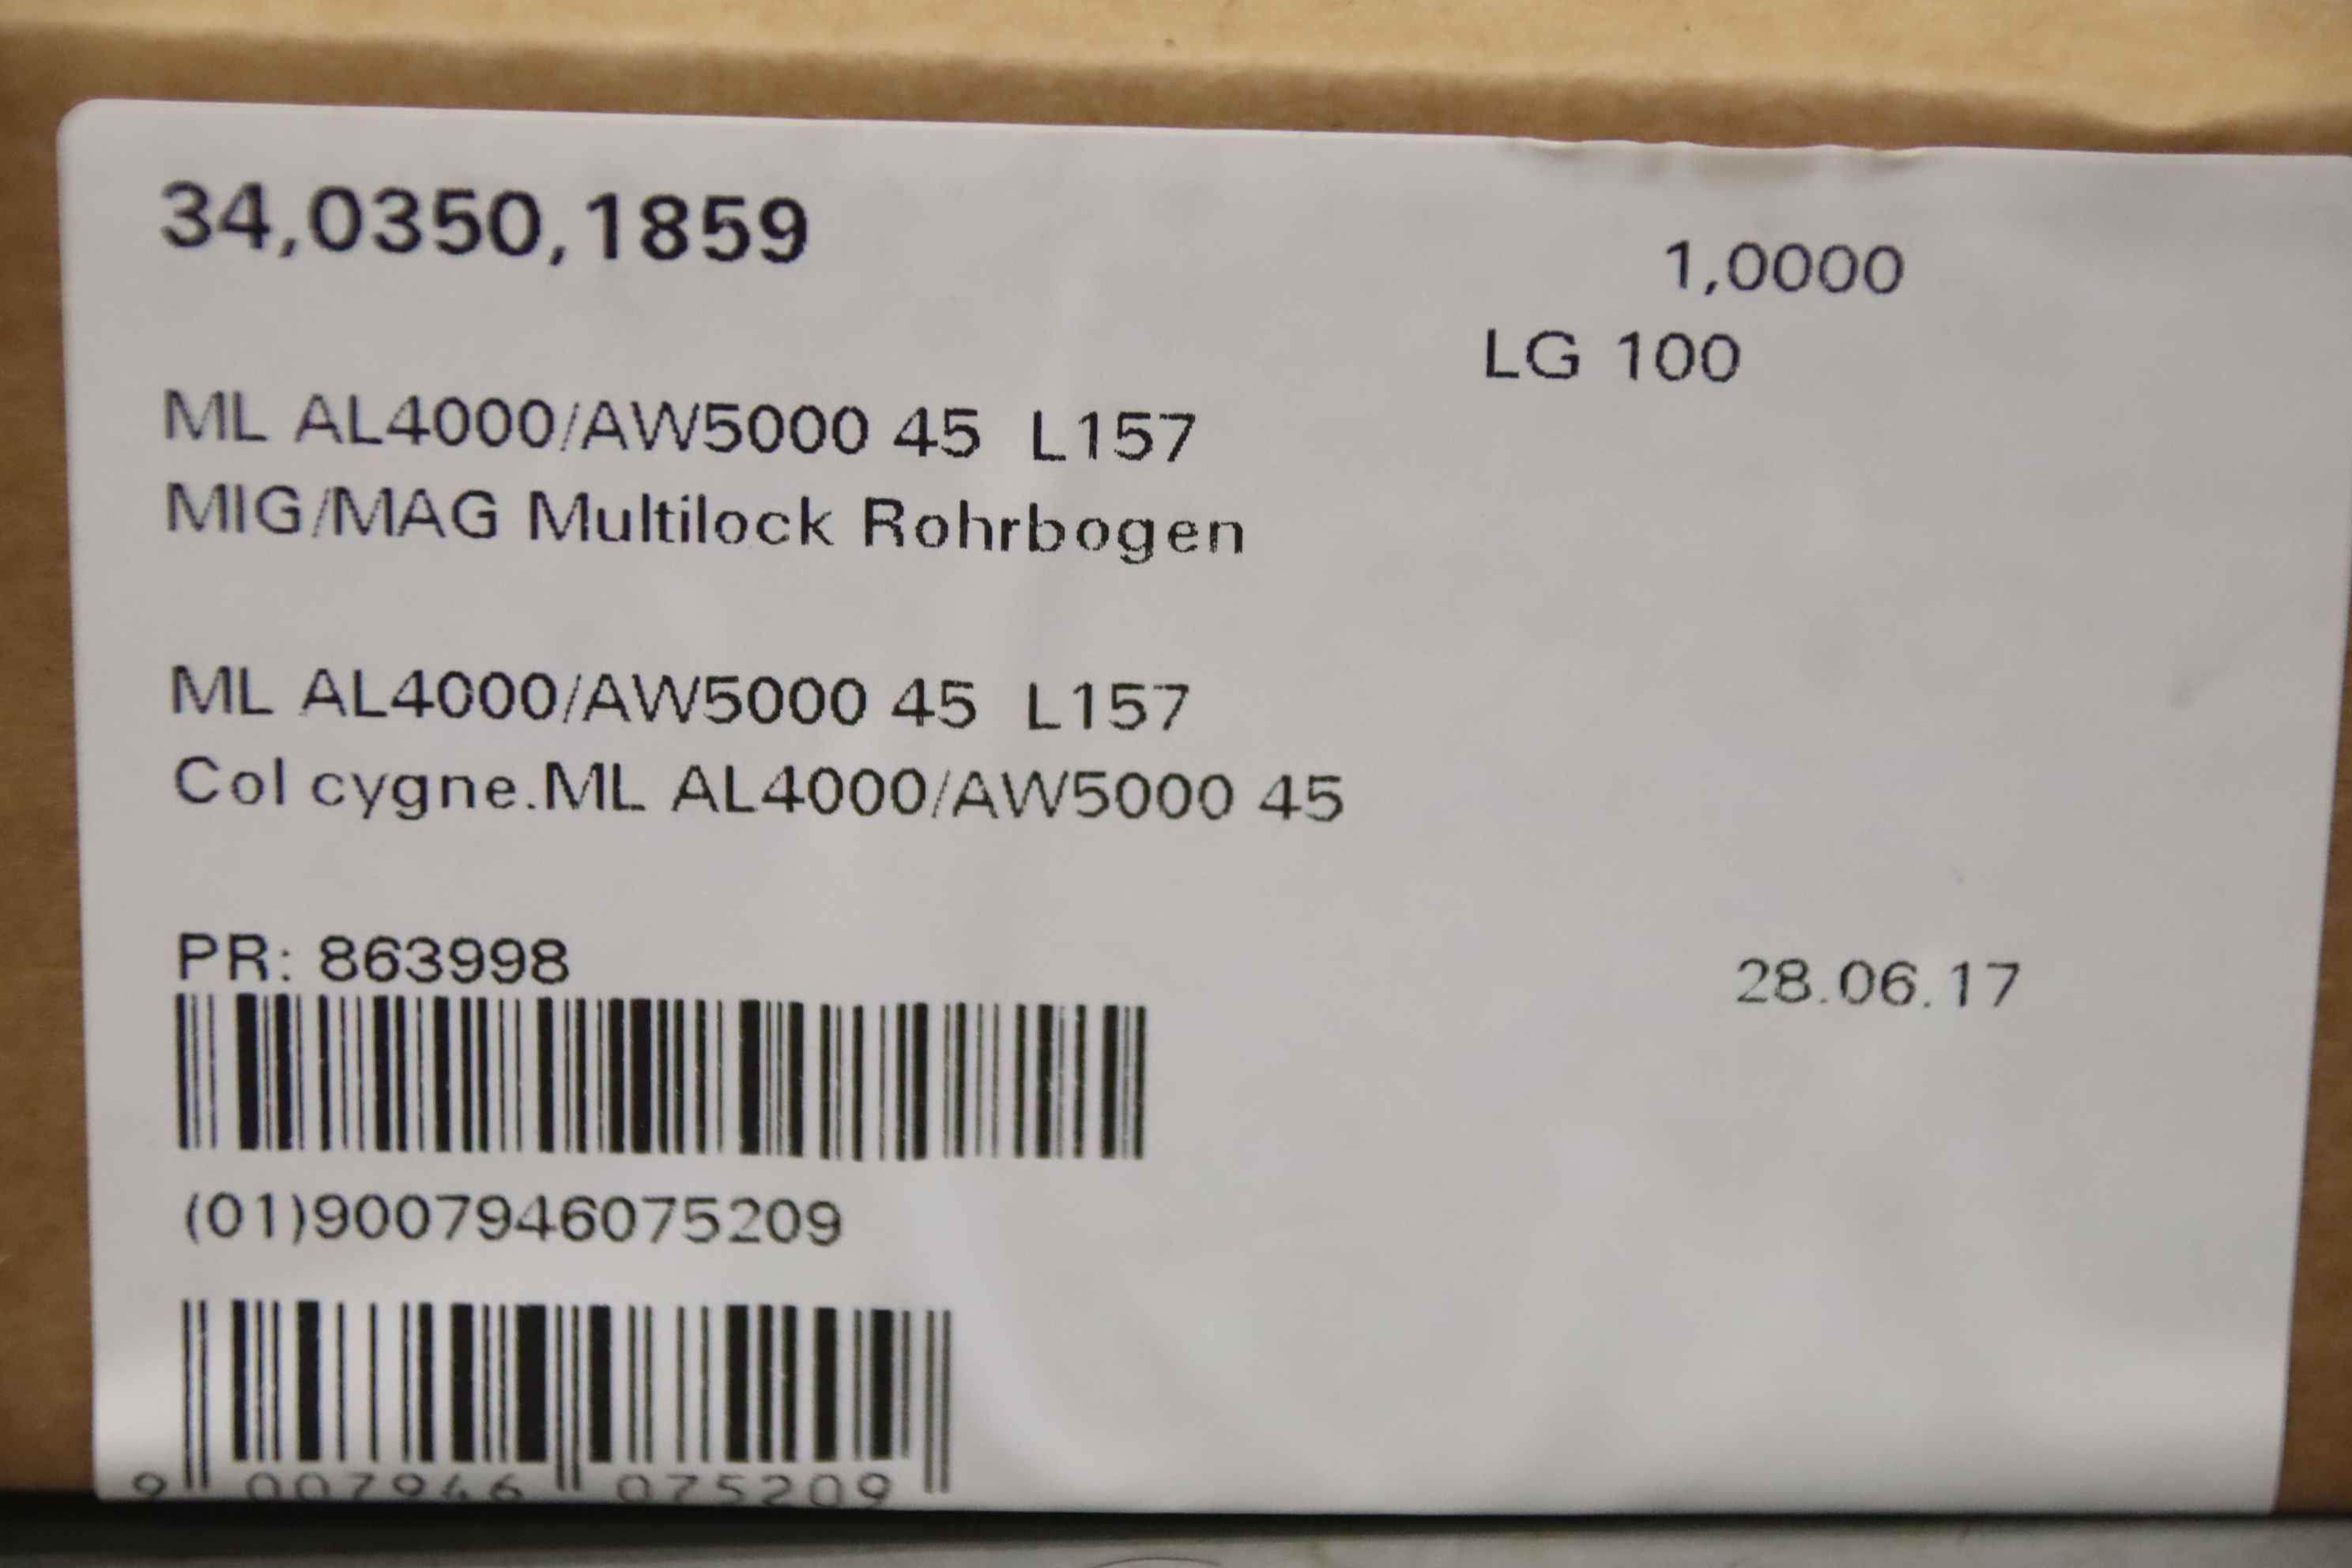 34,0350,1859
1,0000
LG 100
ML AL4000/AW5000 45 L157
MIG/MAG Multilock Rohrbogen
ML AL4000/AW5000 45 L157
Col cygne.ML AL4000/AW5000 45
PR: 863998
28.06.17
(01)9007946075209
9 007946 075209